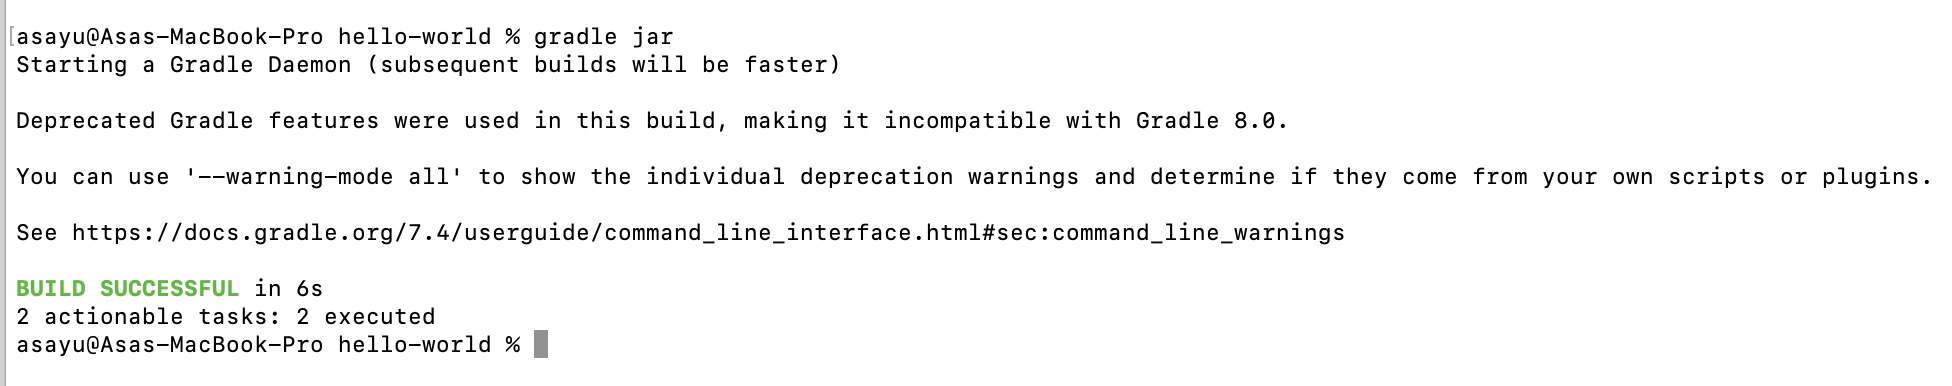 [asayu@Asas-MacBook-Pro hello-world % gradle jar
Starting a Gradle Daemon (subsequent builds will be faster)
Deprecated Gradle features were used in this build, making it incompatible with Gradle 8.0.
You can use '--warning-mode all' to show the individual deprecation warnings and determine if they come from your own scripts or plugins.
See https://docs.gradle.org/7.4/userguide/command_line_interface.html#sec:command_line_warnings
BUILD SUCCESSFUL in 6s
2 actionable tasks: 2 executed
asayu@Asas-MacBook-Pro hello-world %